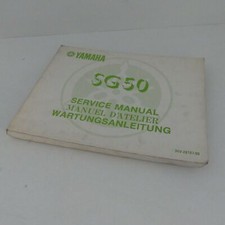 YAMAHA
SG50
SERVICE MANUAL
MANUEL D'ATELIER
WARTUNGSANLEITUNG